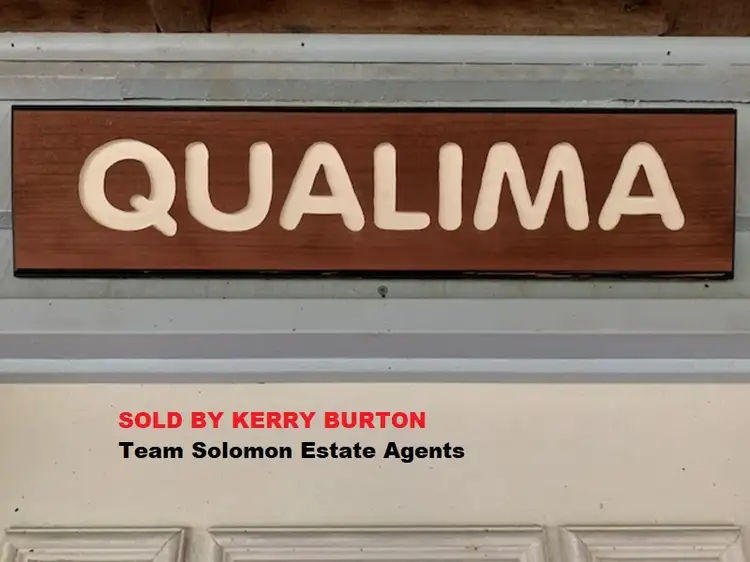 QUALIMA
SOLD BY KERRY BURTON
Team Solomon Estate Agents